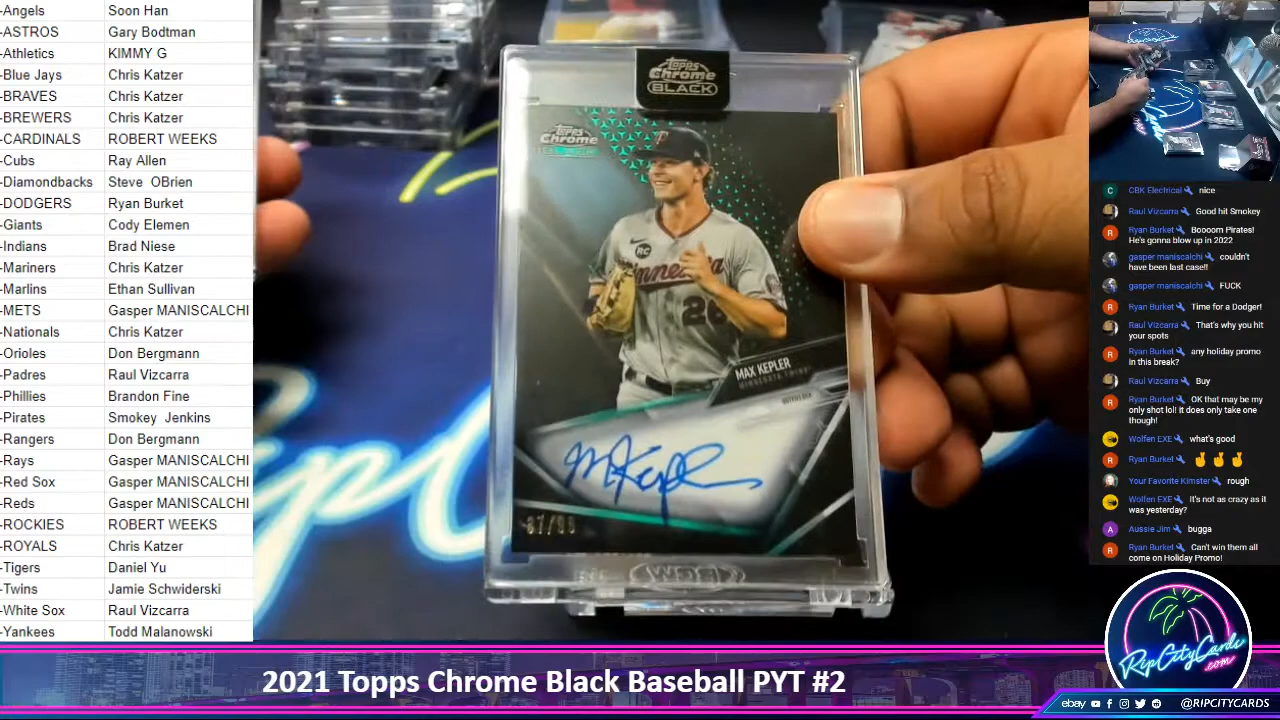 -Angels Soon Han
-ASTROS Gary Bodtman
-Athletics KIMMY G
-Blue Jays Chris Katzer
-BRAVES Chris Katzer
-BREWERS Chris Katzer
-CARDINALS ROBERT WEEKS
-Cubs Ray Allen
-Diamondbacks Steve OBrien
-DODGERS Ryan Burket
-Giants Cody Elemen
-Indians Brad Niese
-Mariners Chris Katzer
-Marlins Ethan Sullivan
-METS Gasper MANISCALCHI
-Nationals Chris Katzer
-Orioles Don Bergmann
-Padres Raul Vizcarra
-Phillies Brandon Fine
-Pirates Smokey Jenkins
-Rangers Don Bergmann
-Rays Gasper MANISCALCHI
-Red Sox Gasper MANISCALCHI
-Reds Gasper MANISCALCHI
-ROCKIES ROBERT WEEKS
-ROYALS Chris Katzer
-Tigers Daniel Yu
-Twins Jamie Schwiderski
-White Sox Raul Vizcarra
-Yankees Todd Malanowski
Topps
Chrome
BLACK
Topps
Chrome
RC
Minnesota
26
MAX KEPLER
MINNESOTA TWINS
OUTFIELDER
M Kepler
C CBK Electrical nice
Raul Vizcarra Good hit Smokey
R Ryan Burket Boooom Pirates!
He's gonna blow up in 2022
gasper maniscalchi couldn't
have been last case!!
gasper maniscalchi FUCK
R Ryan Burket Time for a Dodger!
Raul Vizcarra That's why you hit
your spots
R Ryan Burket any holiday promo
in this break?
Raul Vizcarra Buy
R Ryan Burket OK that may be my
only shot lol! it does only take one
though!
Wolfen EXE what's good
R Ryan Burket 🤞🤞🤞
Your Favorite Kimster rough
Wolfen EXE It's not as crazy as it
was yesterday?
A Aussie Jim bugga
R Ryan Burket Can't win them all
come on Holiday Promo!
RipCityCards
.com
2021 Topps Chrome Black Baseball PYT #2
ebay @RIPCITYCARDS